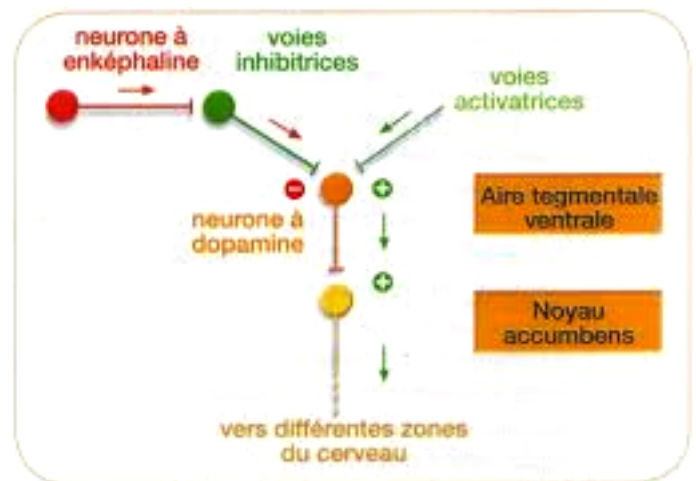 neurone à
enképhaline
voies
inhibitrices
voies
activatrices
neurone à
dopamine
Aire tegmentale
ventrale
Noyau
accumbens
vers différentes zones
du cerveau